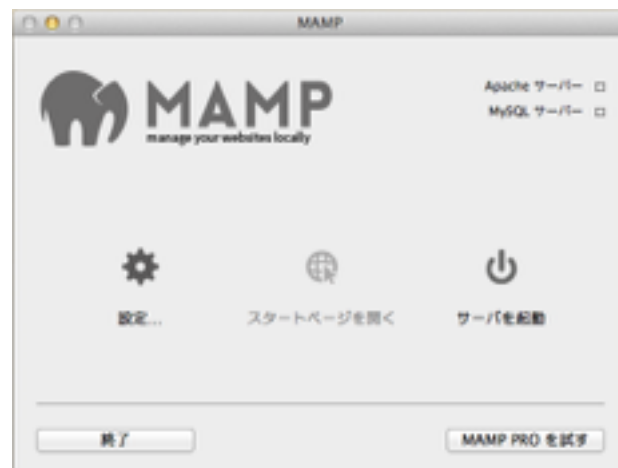 MAMP
Apache サーバー
MAMP
MySQL サーバー
manage your websites locally
設定...
スタートページを開く
サーバを起動
終了
MAMP PRO を試す